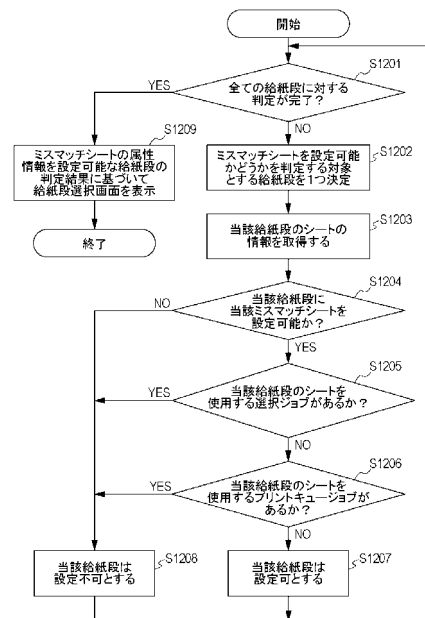 開始
S1201
全ての給紙段に対する
判定が完了？
YES
NO
S1209
ミスマッチシートの属性
情報を設定可能な給紙段の
判定結果に基づいて
給紙段選択画面を表示
終了
S1202
ミスマッチシートを設定可能
かどうかを判定する対象
とする給紙段を1つ決定
S1203
当該給紙段のシートの
情報を取得する
S1204
当該給紙段に
当該ミスマッチシートを
設定可能か？
NO
YES
S1205
当該給紙段のシートを
使用する選択ジョブがあるか？
YES
NO
S1206
当該給紙段のシートを
使用するプリントキュージョブが
あるか？
YES
NO
S1208
当該給紙段は
設定不可とする
S1207
当該給紙段は
設定可とする